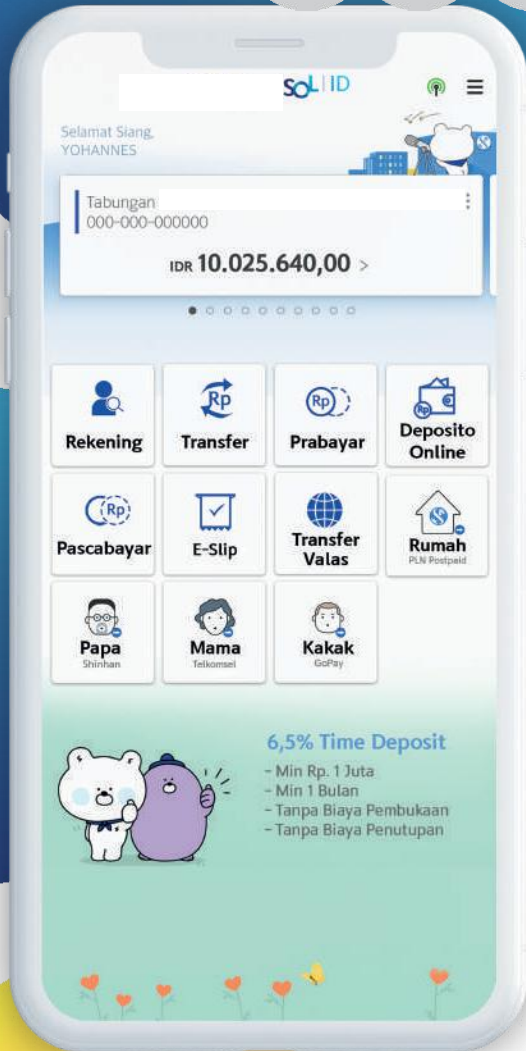 SOL ID
Selamat Siang,
YOHANNES
Tabungan
000-000-000000
IDR 10.025.640,00 >
Rekening
Transfer
Prabayar
Deposito
Online
Pascabayar
E-Slip
Transfer
Valas
Rumah
PLN Postpaid
Papa
Shinhan
Mama
Telkomsel
Kakak
GoPay
6,5% Time Deposit
- Min Rp. 1 Juta
- Min 1 Bulan
- Tanpa Biaya Pembukaan
- Tanpa Biaya Penutupan